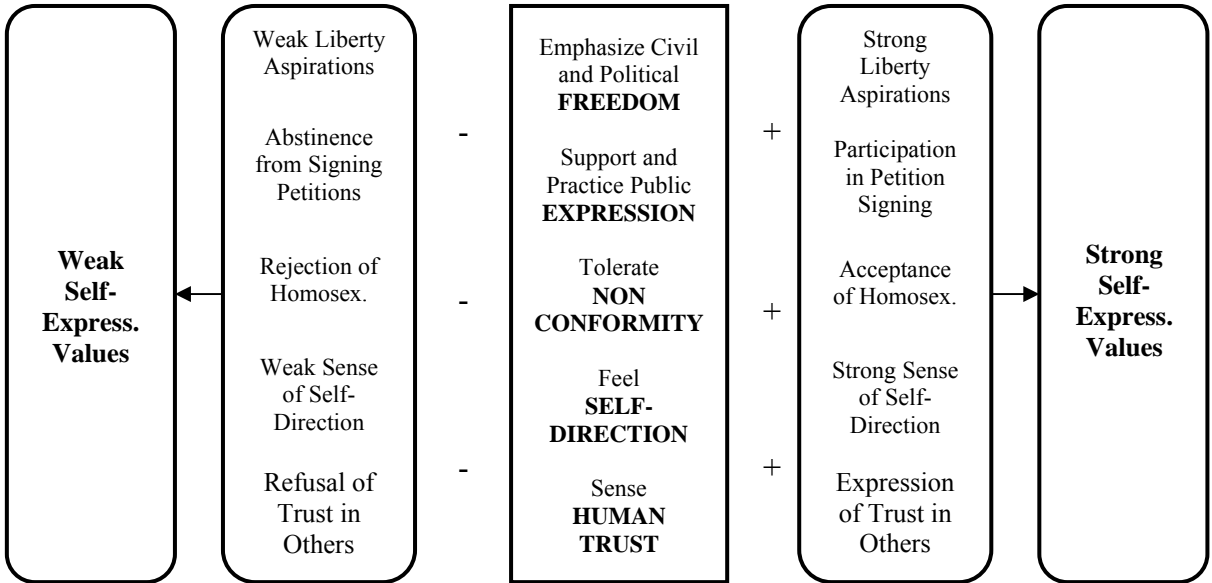 Weak
Self-
Express.
Values
Weak Liberty
Aspirations
Abstinence
from Signing
Petitions
Rejection of
Homosex.
Weak Sense
of Self-
Direction
Refusal of
Trust in
Others
-
-
-
Emphasize Civil
and Political
FREEDOM
Support and
Practice Public
EXPRESSION
Tolerate
NON
CONFORMITY
Feel
SELF-
DIRECTION
Sense
HUMAN
TRUST
+
+
+
Strong
Liberty
Aspirations
Participation
in Petition
Signing
Acceptance
of Homosex.
Strong Sense
of Self-
Direction
Expression
of Trust in
Others
Strong
Self-
Express.
Values